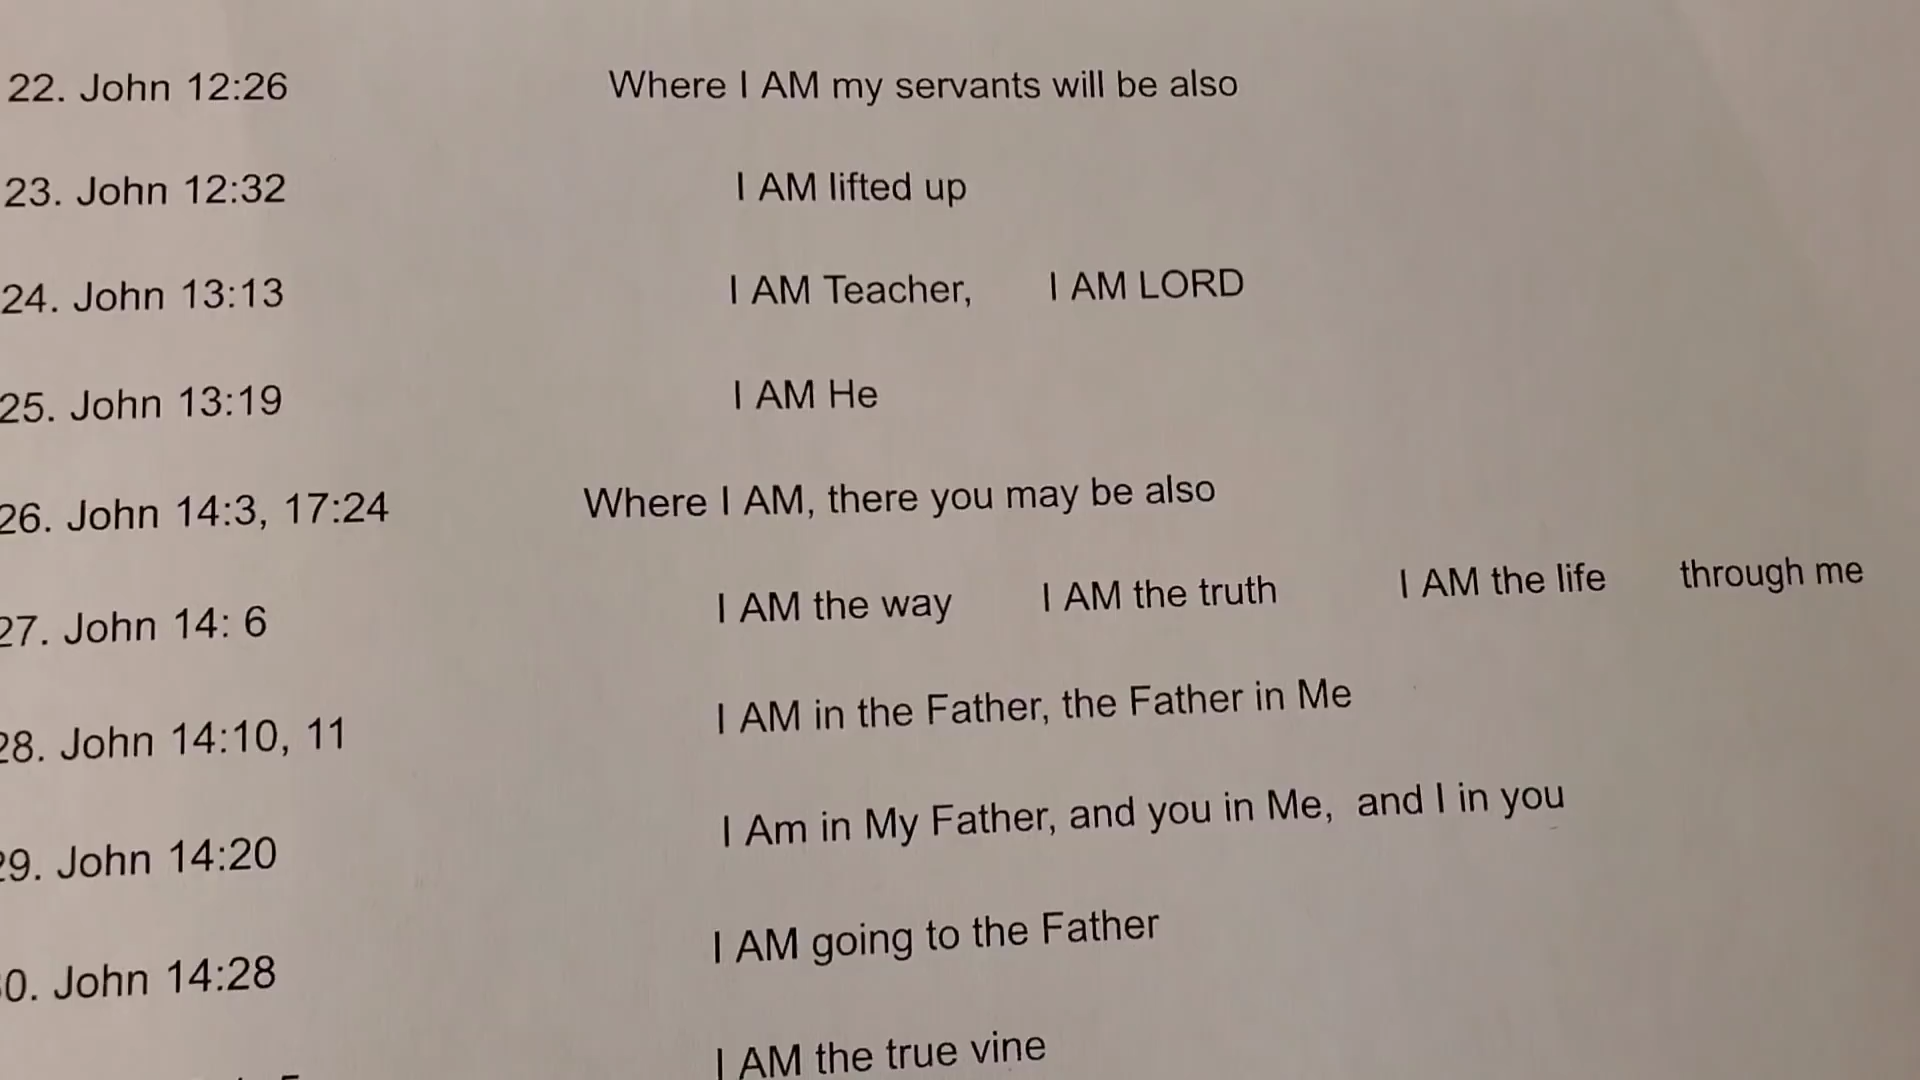 22. John 12:26 Where I AM my servants will be also
23. John 12:32 I AM lifted up
24. John 13:13 I AM Teacher, I AM LORD
25. John 13:19 I AM He
26. John 14:3, 17:24 Where I AM, there you may be also
27. John 14: 6 I AM the way I AM the truth I AM the life through me
28. John 14:10, 11 I AM in the Father, the Father in Me
29. John 14:20 I Am in My Father, and you in Me, and I in you
0. John 14:28 I AM going to the Father
I AM the true vine